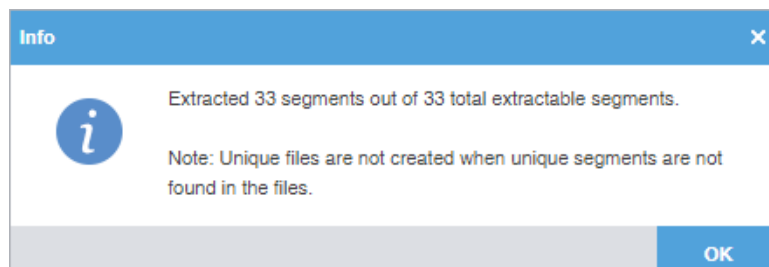 Info
Extracted 33 segments out of 33 total extractable segments.
Note: Unique files are not created when unique segments are not
found in the files.
OK